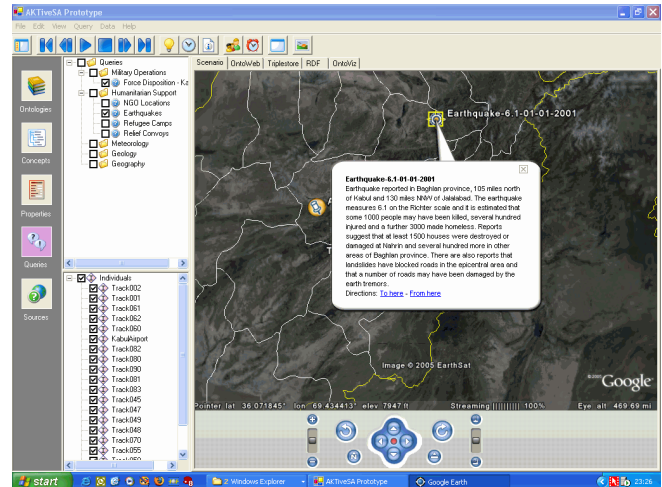 AKTiveSA Prototype
File Edit View Query Data Help
Ontologies
Concepts
Properties
Queries
Sources
Queries
Military Operations
Force Disposition - Ka
Humanitarian Support
NGO Locations
Earthquakes
Refugee Camps
Relief Convoys
Meteorology
Geology
Geography
Individuals
Track002
Track001
Track061
Track062
Track060
KabulAirport
Track082
Track080
Track090
Track081
Track083
Track045
Track047
Track049
Track048
Track070
Track055
Scenario OntoWeb Triplestore RDF OntoViz
Earthquake-6.1-01-01-2001
Earthquake-6.1-01-01-2001
Earthquake reported in Baghlan province, 105 miles north
of Kabul and 130 miles NNW of Jalalabad. The earthquake
measures 6.1 on the Richter scale and it is estimated that
some 1000 people may have been killed, several hundred
injured and a further 3000 made homeless. Reports
suggest that at least 1500 houses were destroyed or
damaged at Nahrin and several hundred more in other
areas of Baghlan province. There are also reports that
landslides have blocked roads in the epicentral area and
that a number of roads may have been damaged by the
earth tremors.
Directions: To here - From here
Image © 2005 EarthSat
©2005 Google
Pointer lat 36.071845° lon 69.434413° elev 7947 ft Streaming |||||||||| 100% Eye alt 469.69 mi
start
2 Windows Explorer
AKTiveSA Prototype
Google Earth
23:26